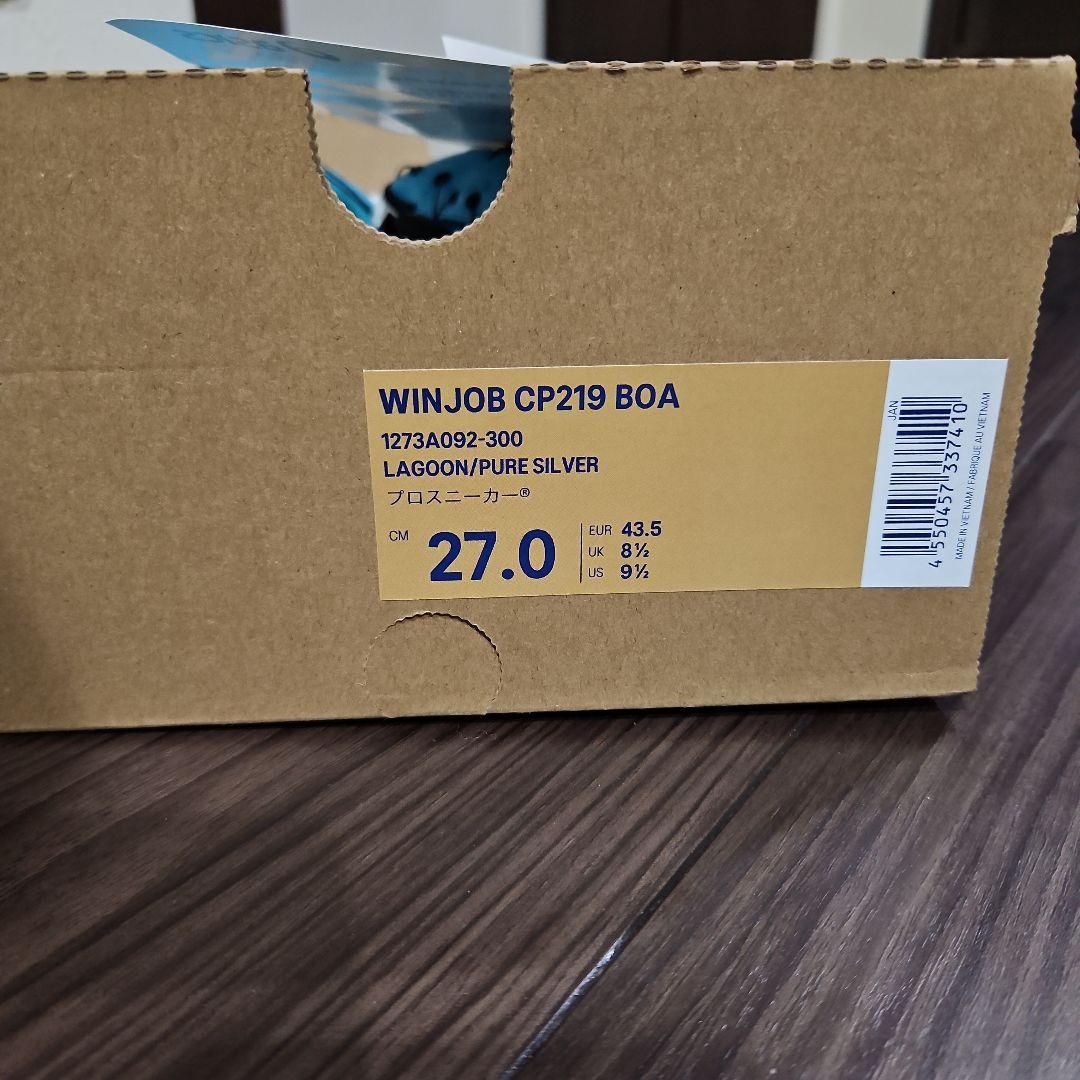 WINJOB CP219 BOA
1273A092-300
LAGOON/PURE SILVER
プロスニーカー®
CM 27.0
EUR 43.5
UK 8½
US 9½
JAN
4 550457 337410
MADE IN VIETNAM / FABRIQUE AU VIETNAM